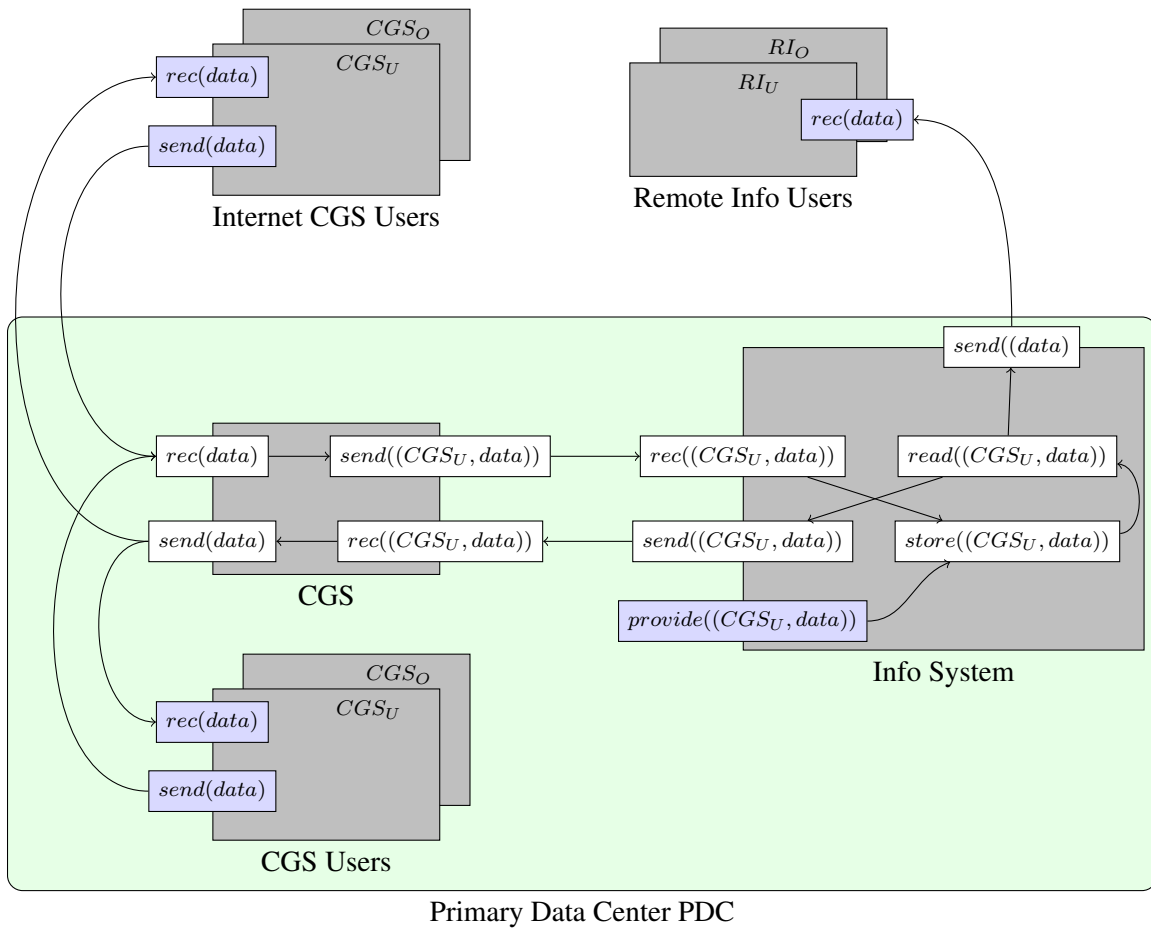 CGS_O
CGS_U
rec(data)
send(data)
Internet CGS Users
RI_O
RI_U
rec(data)
Remote Info Users
send((data)
rec(data)
send((CGS_U, data))
rec((CGS_U, data))
read((CGS_U, data))
send(data)
rec((CGS_U, data))
send((CGS_U, data))
store((CGS_U, data))
CGS
provide((CGS_U, data))
Info System
CGS_O
CGS_U
rec(data)
send(data)
CGS Users
Primary Data Center PDC